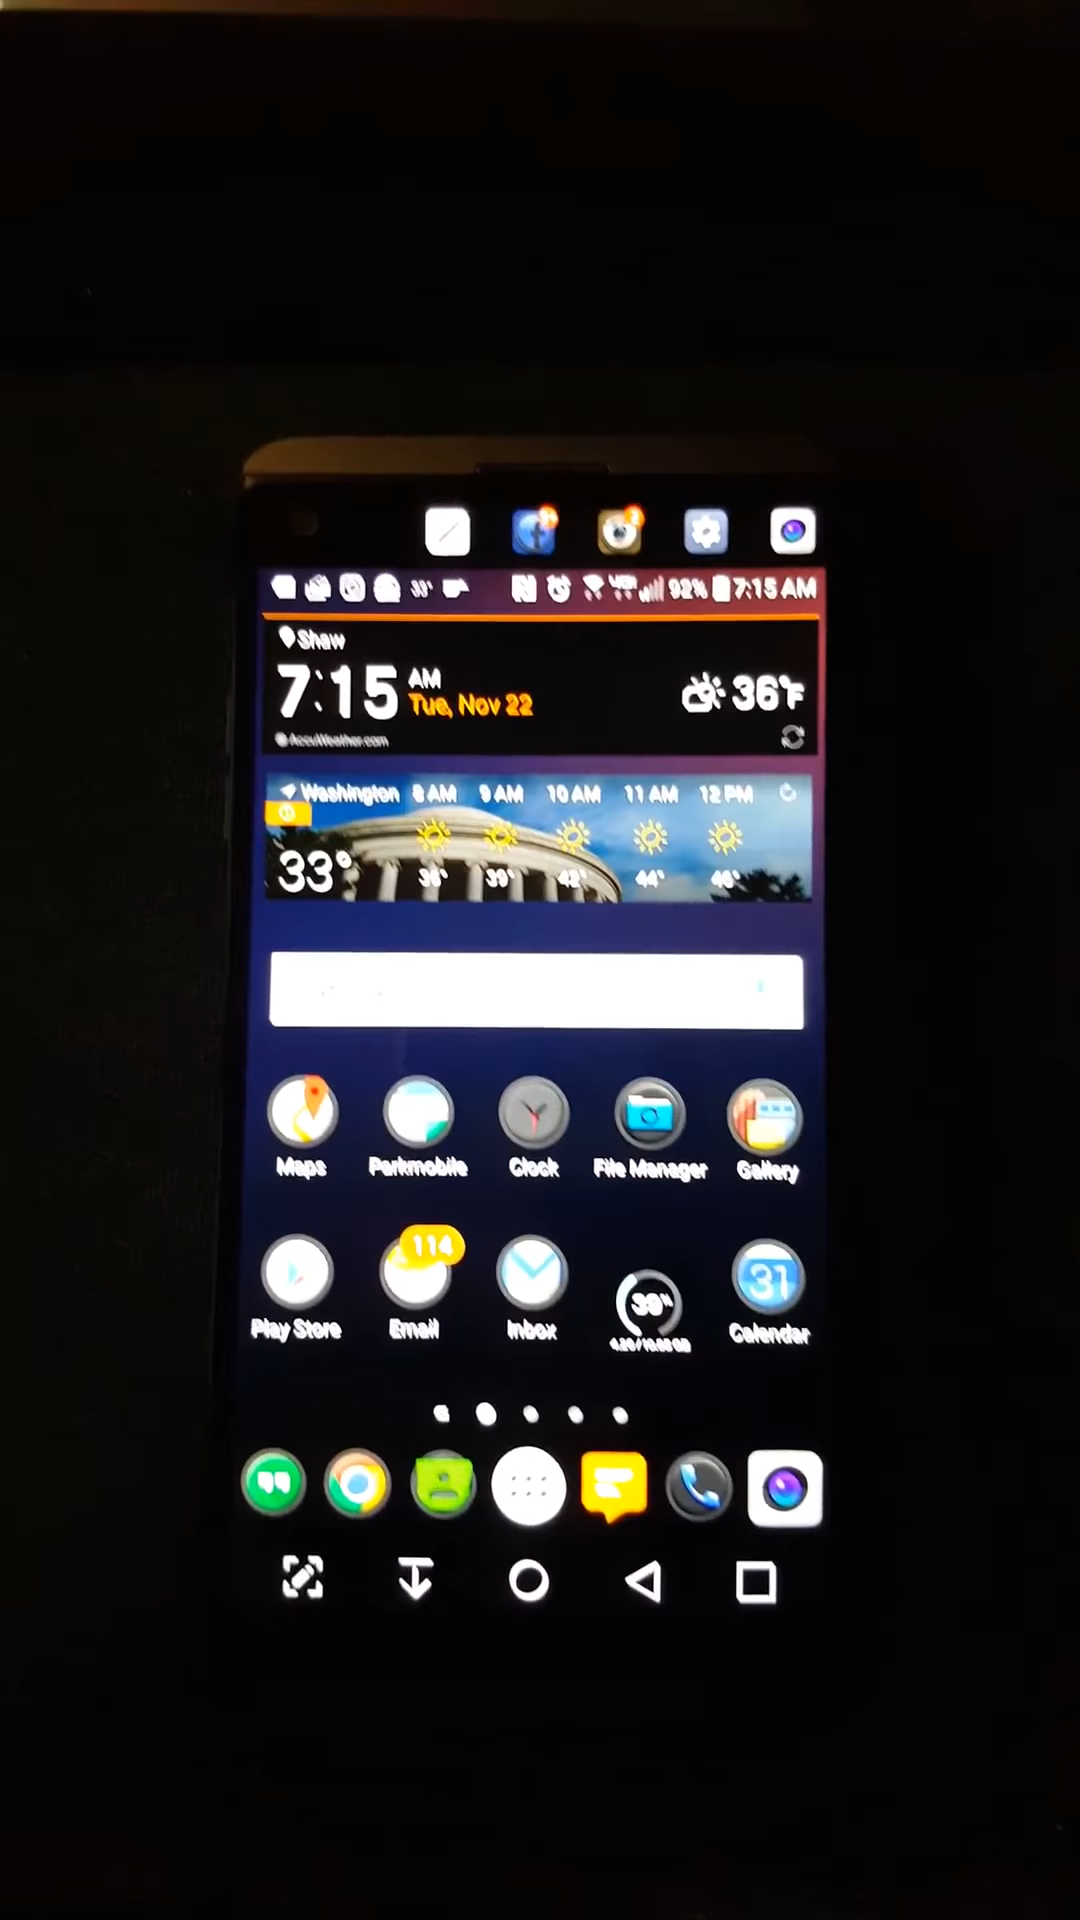 33° 92% 7:15 AM
Shaw
7:15 AM
Tue, Nov 22
36°F
AccuWeather.com
Washington 8 AM 9 AM 10 AM 11 AM 12 PM
33° 36° 39° 42° 44° 46°
Maps Parkmobile Clock File Manager Gallery
114
31
Play Store Email Inbox Calendar